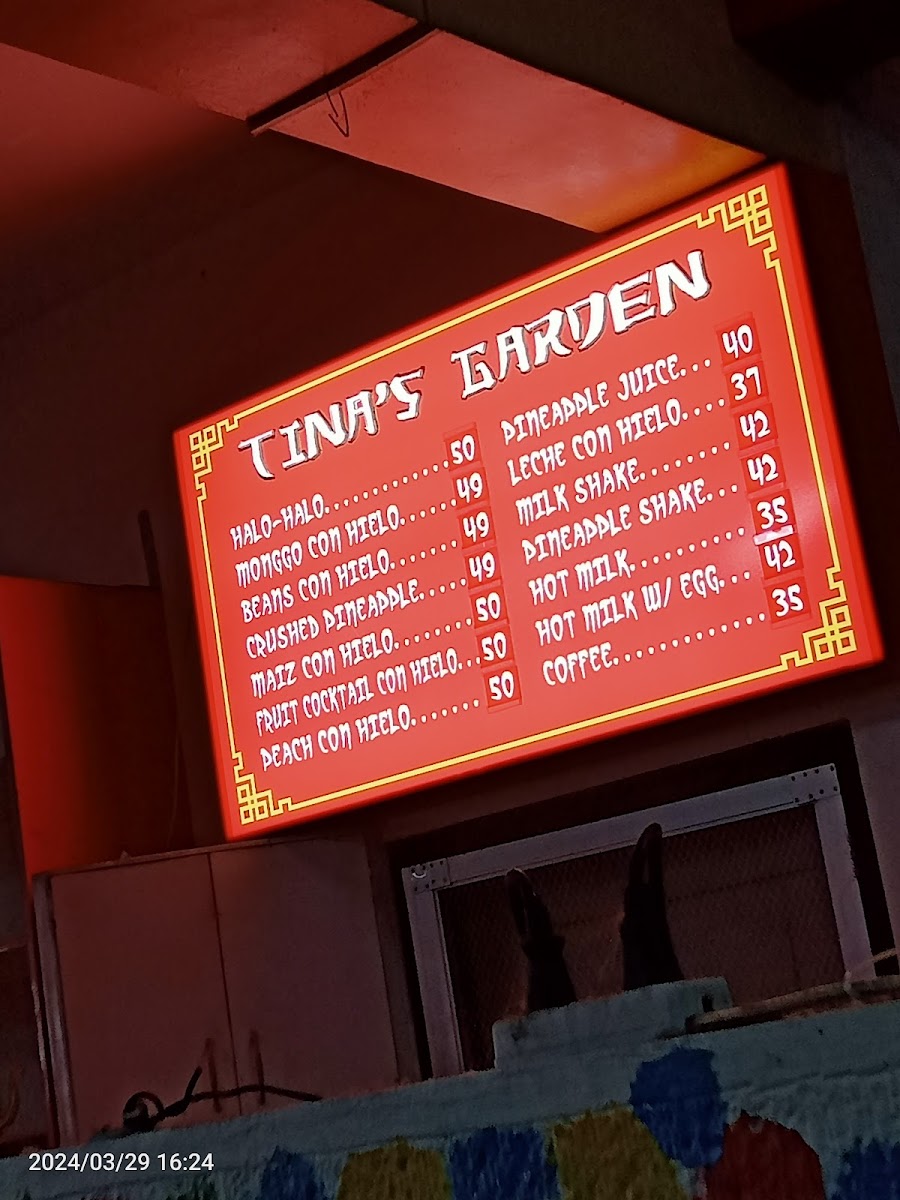 TINA'S GARDEN
HALO-HALO............. 50
MONGGO CON HIELO...... 49
BEANS CON HIELO....... 49
CRUSHED PINEAPPLE..... 49
MAIZ CON HIELO........ 50
FRUIT COCKTAIL CON HIELO... 50
PEACH CON HIELO....... 50
PINEAPPLE JUICE... 40
LECHE CON HIELO.... 37
MILK SHAKE........ 42
PINEAPPLE SHAKE... 42
HOT MILK.......... 35
HOT MILK W/ EGG... 42
COFFEE............. 35
2024/03/29 16:24